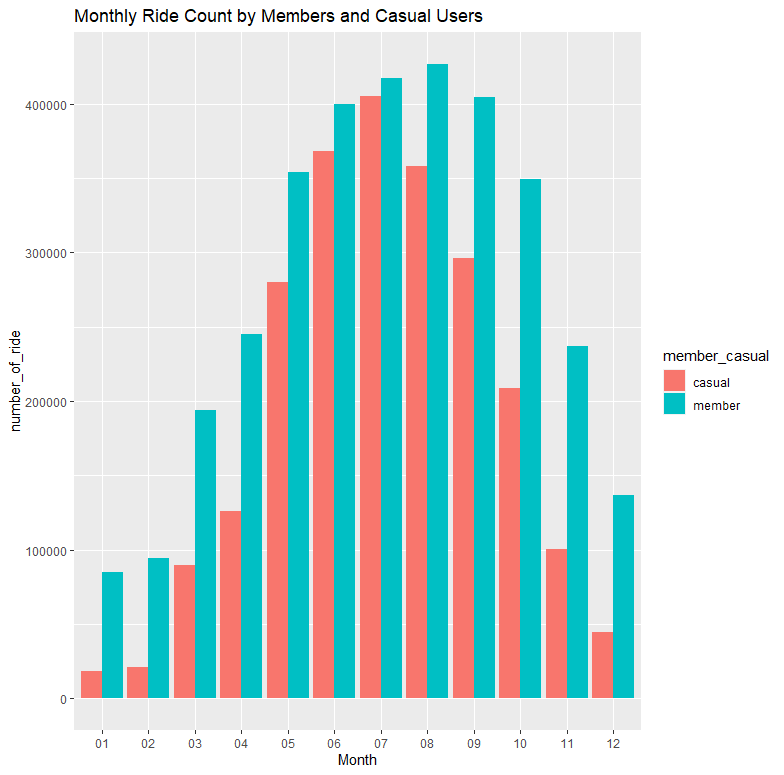 Monthly Ride Count by Members and Casual Users
number_of_ride
400000
300000
200000
100000
0
01 02 03 04 05 06 07 08 09 10 11 12
Month
member_casual
casual
member